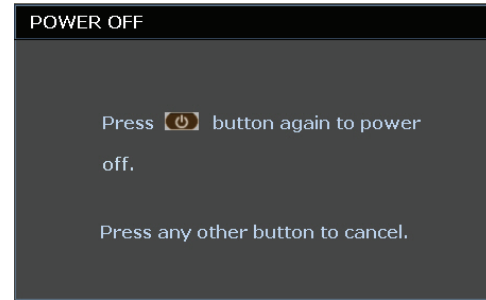 POWER OFF
Press button again to power
off.
Press any other button to cancel.